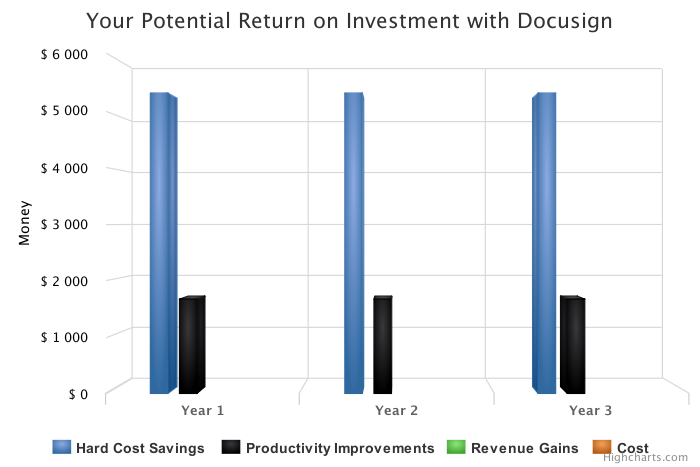 Your Potential Return on Investment with Docusign
$ 6 000
$ 5 000
$ 4 000
$ 3 000
$ 2 000
$ 1 000
$ 0
Money
Year 1 Year 2 Year 3
Hard Cost Savings Productivity Improvements Revenue Gains Cost
Highcharts.com